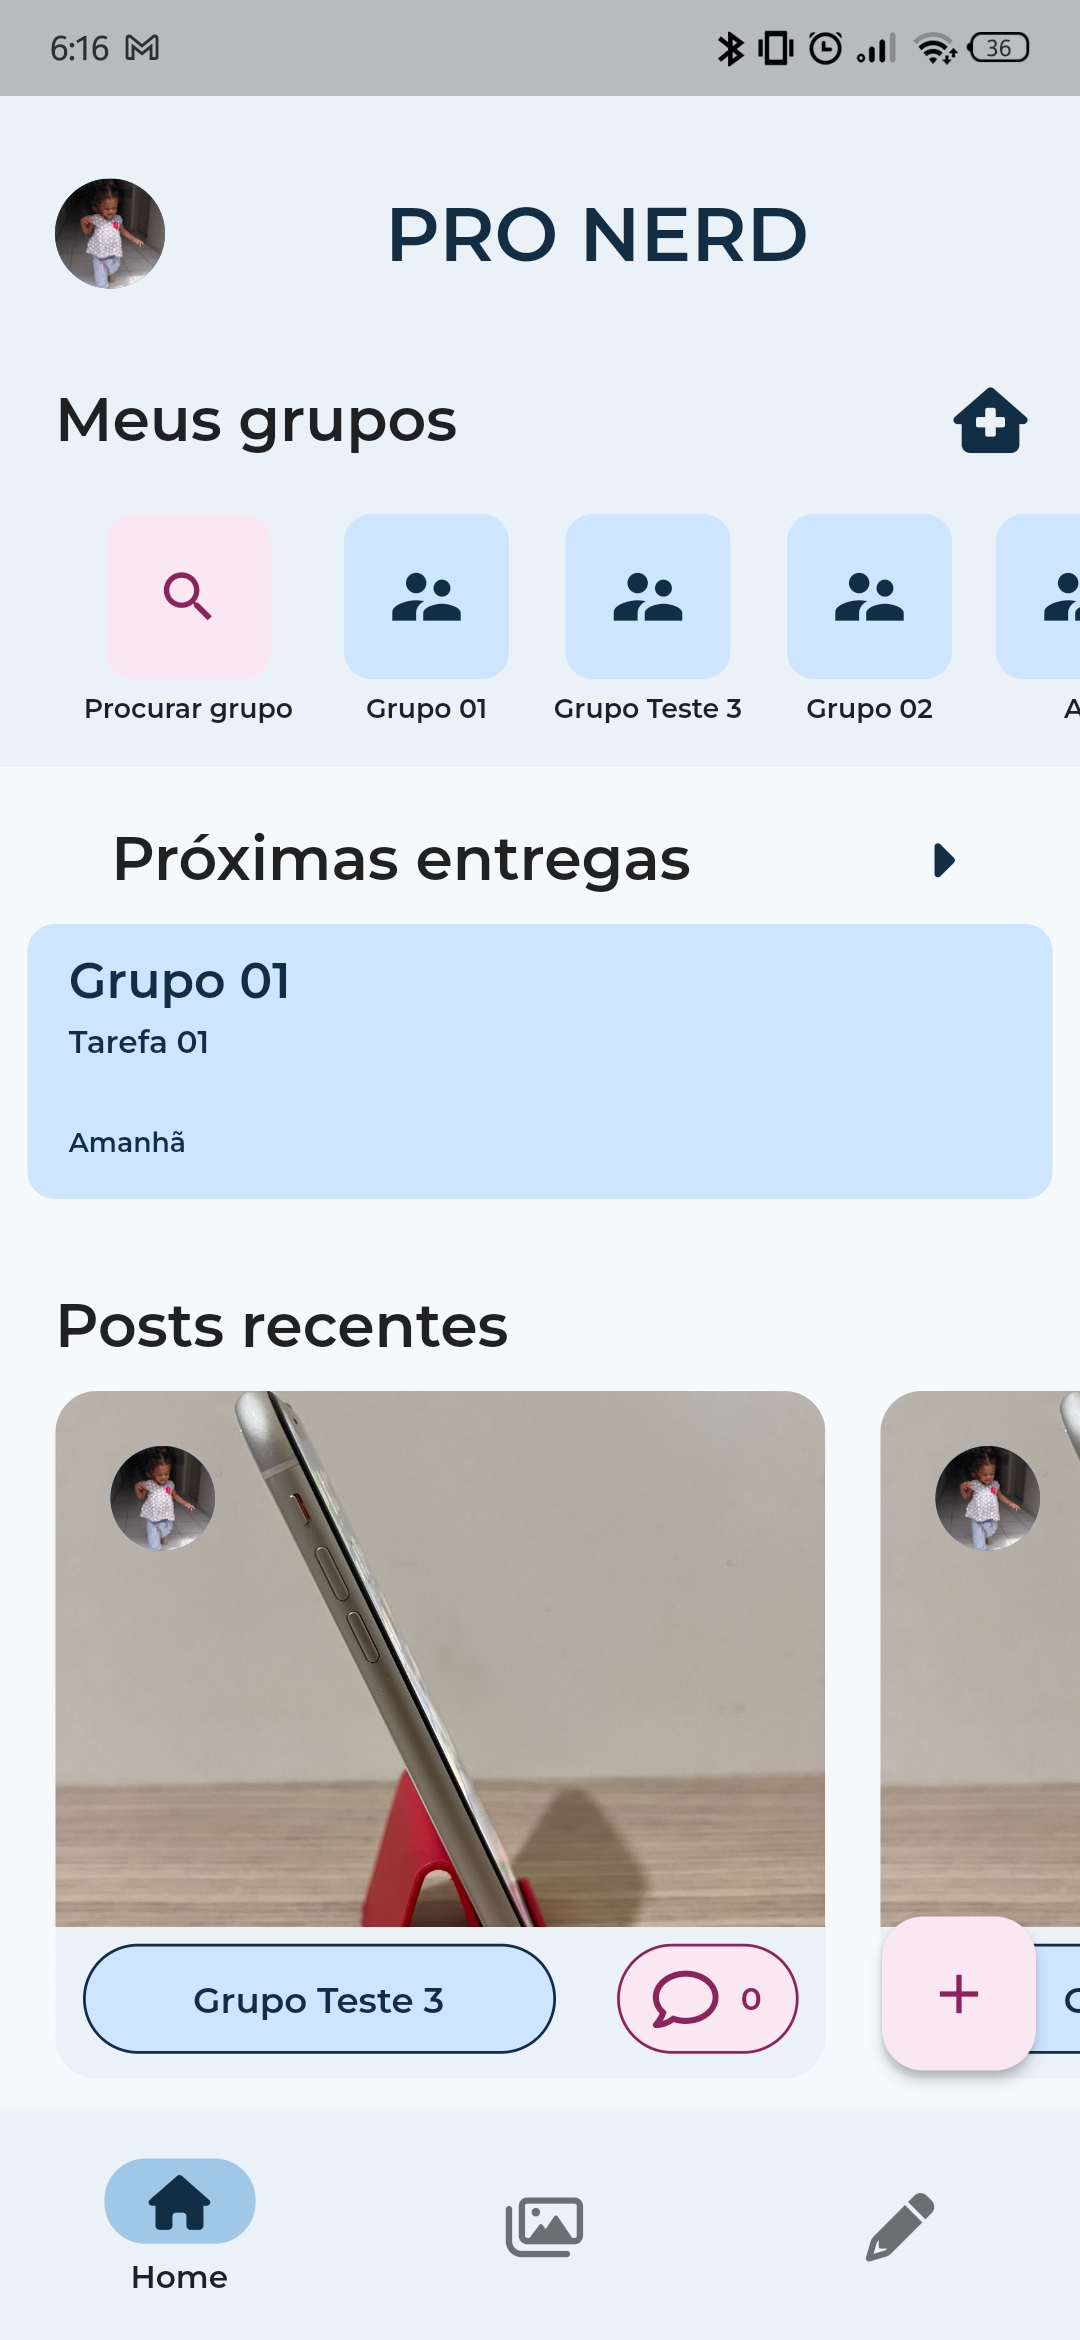 6:16
36
PRO NERD
Meus grupos
Procurar grupo
Grupo 01
Grupo Teste 3
Grupo 02
A
Próximas entregas
Grupo 01
Tarefa 01
Amanhã
Posts recentes
Grupo Teste 3
0
Home